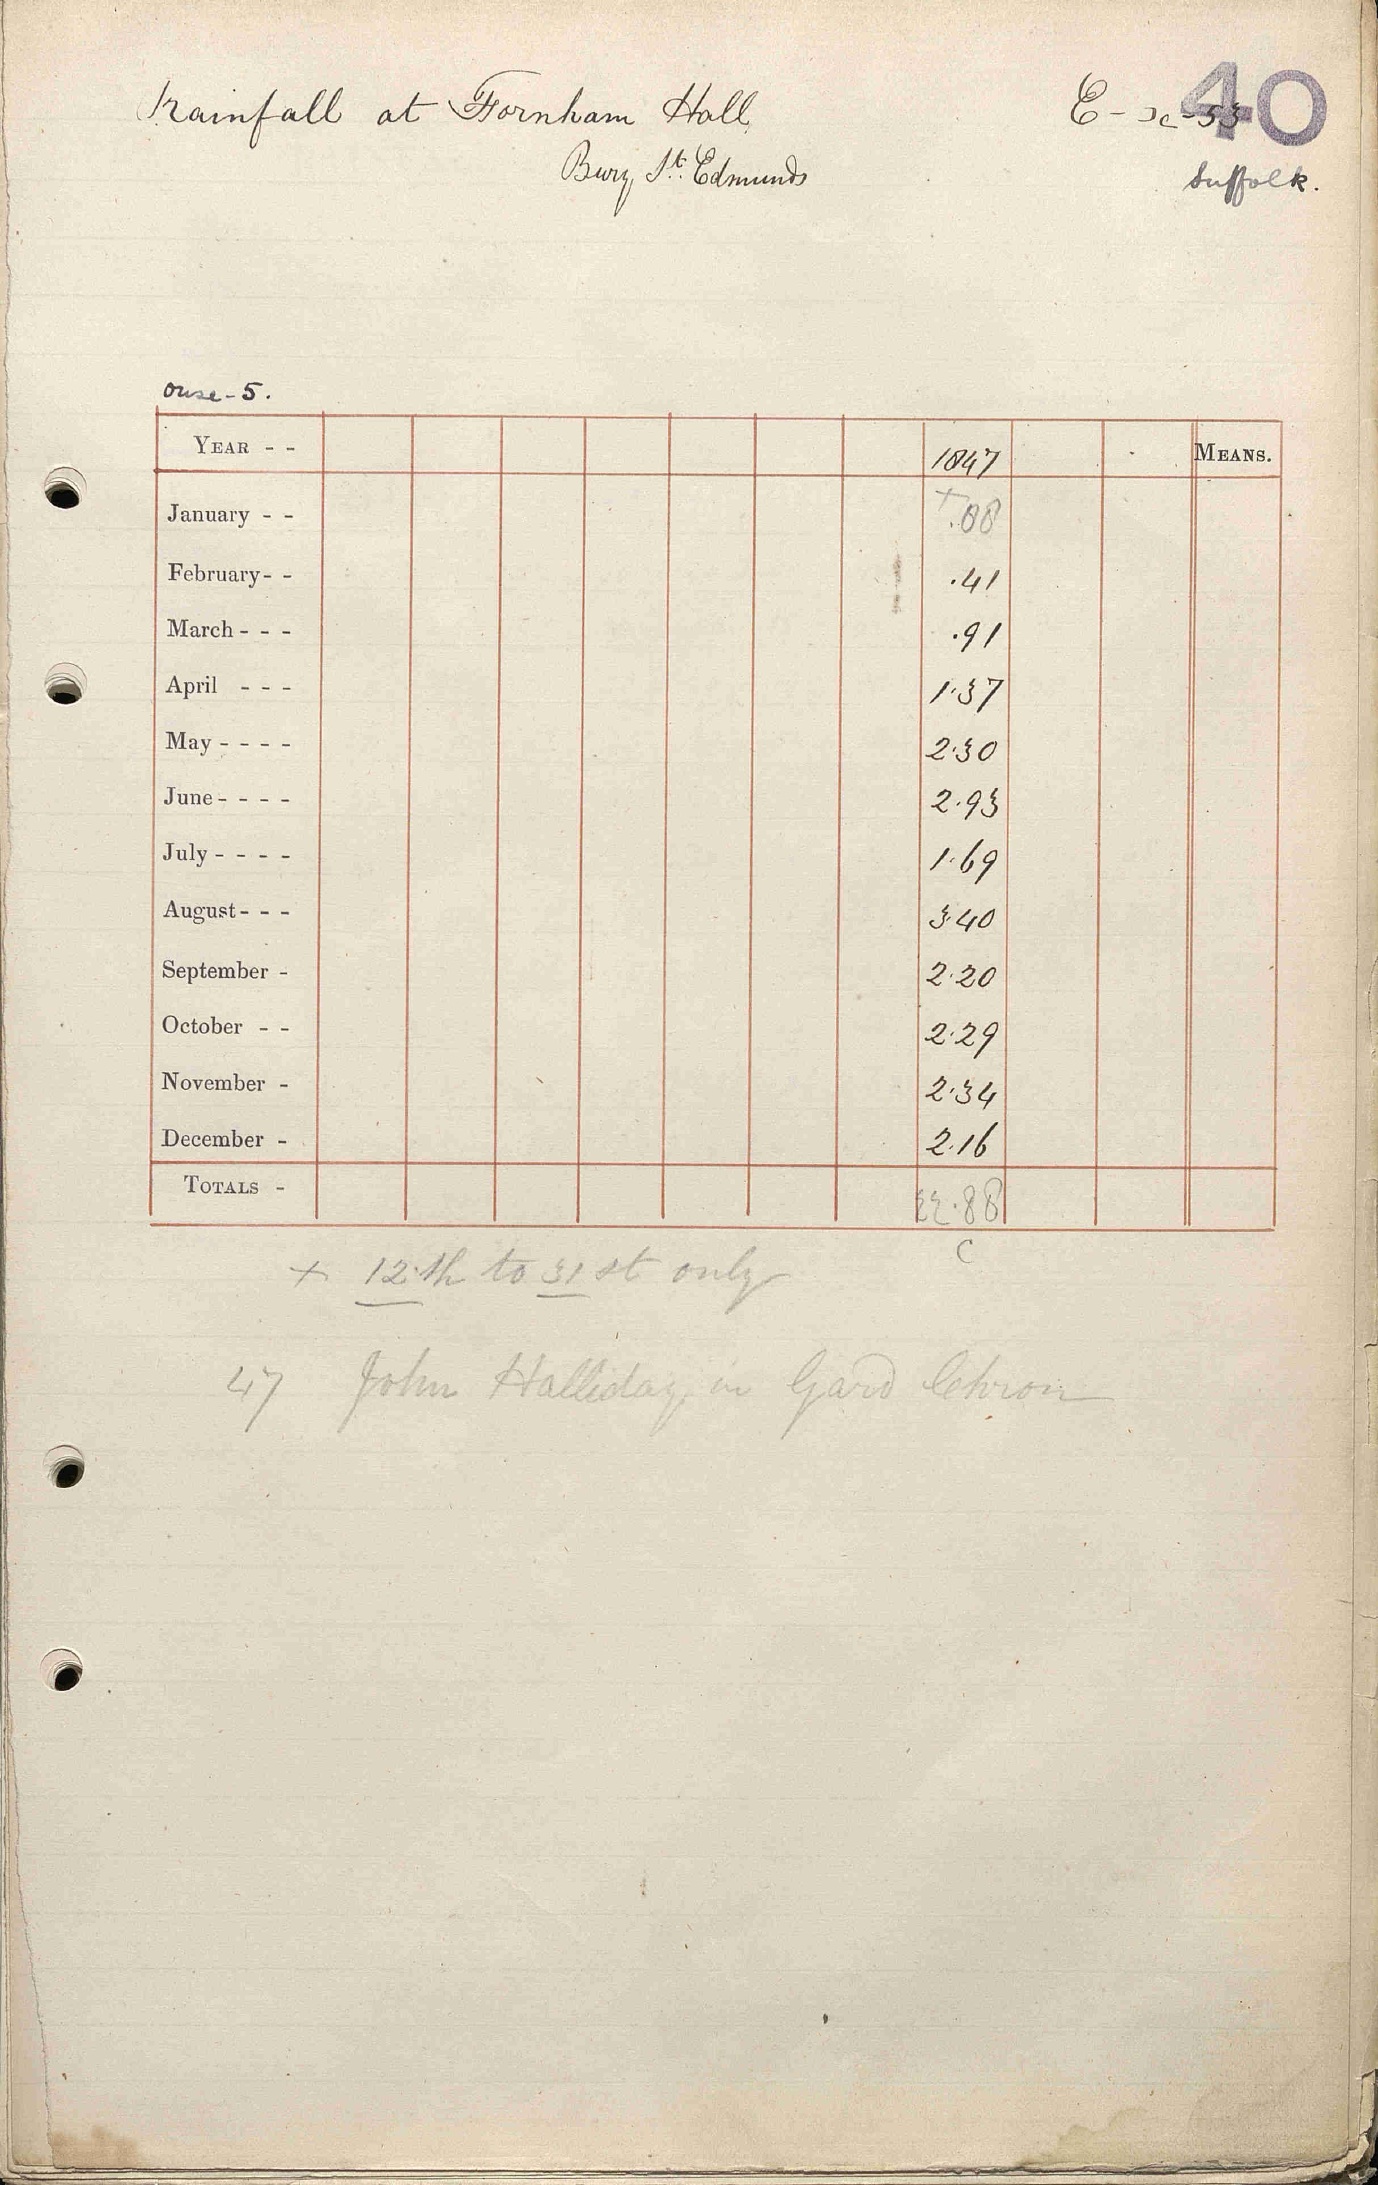 Rainfall at Fornham Hall
40
Bury St. Edmunds
Suffolk.
Ouse - 5.
YEAR - - 1847 MEANS.
January - - + .88
February - - .41
March - - - .91
April - - - 1.37
May - - - - 2.30
June - - - - 2.93
July - - - - 1.69
August - - - 3.40
September - 2.20
October - - 2.29
November - 2.34
December - 2.16
TOTALS - 22.88
C
+ 12th to 31st only
47 John Halliday in Gard Chron